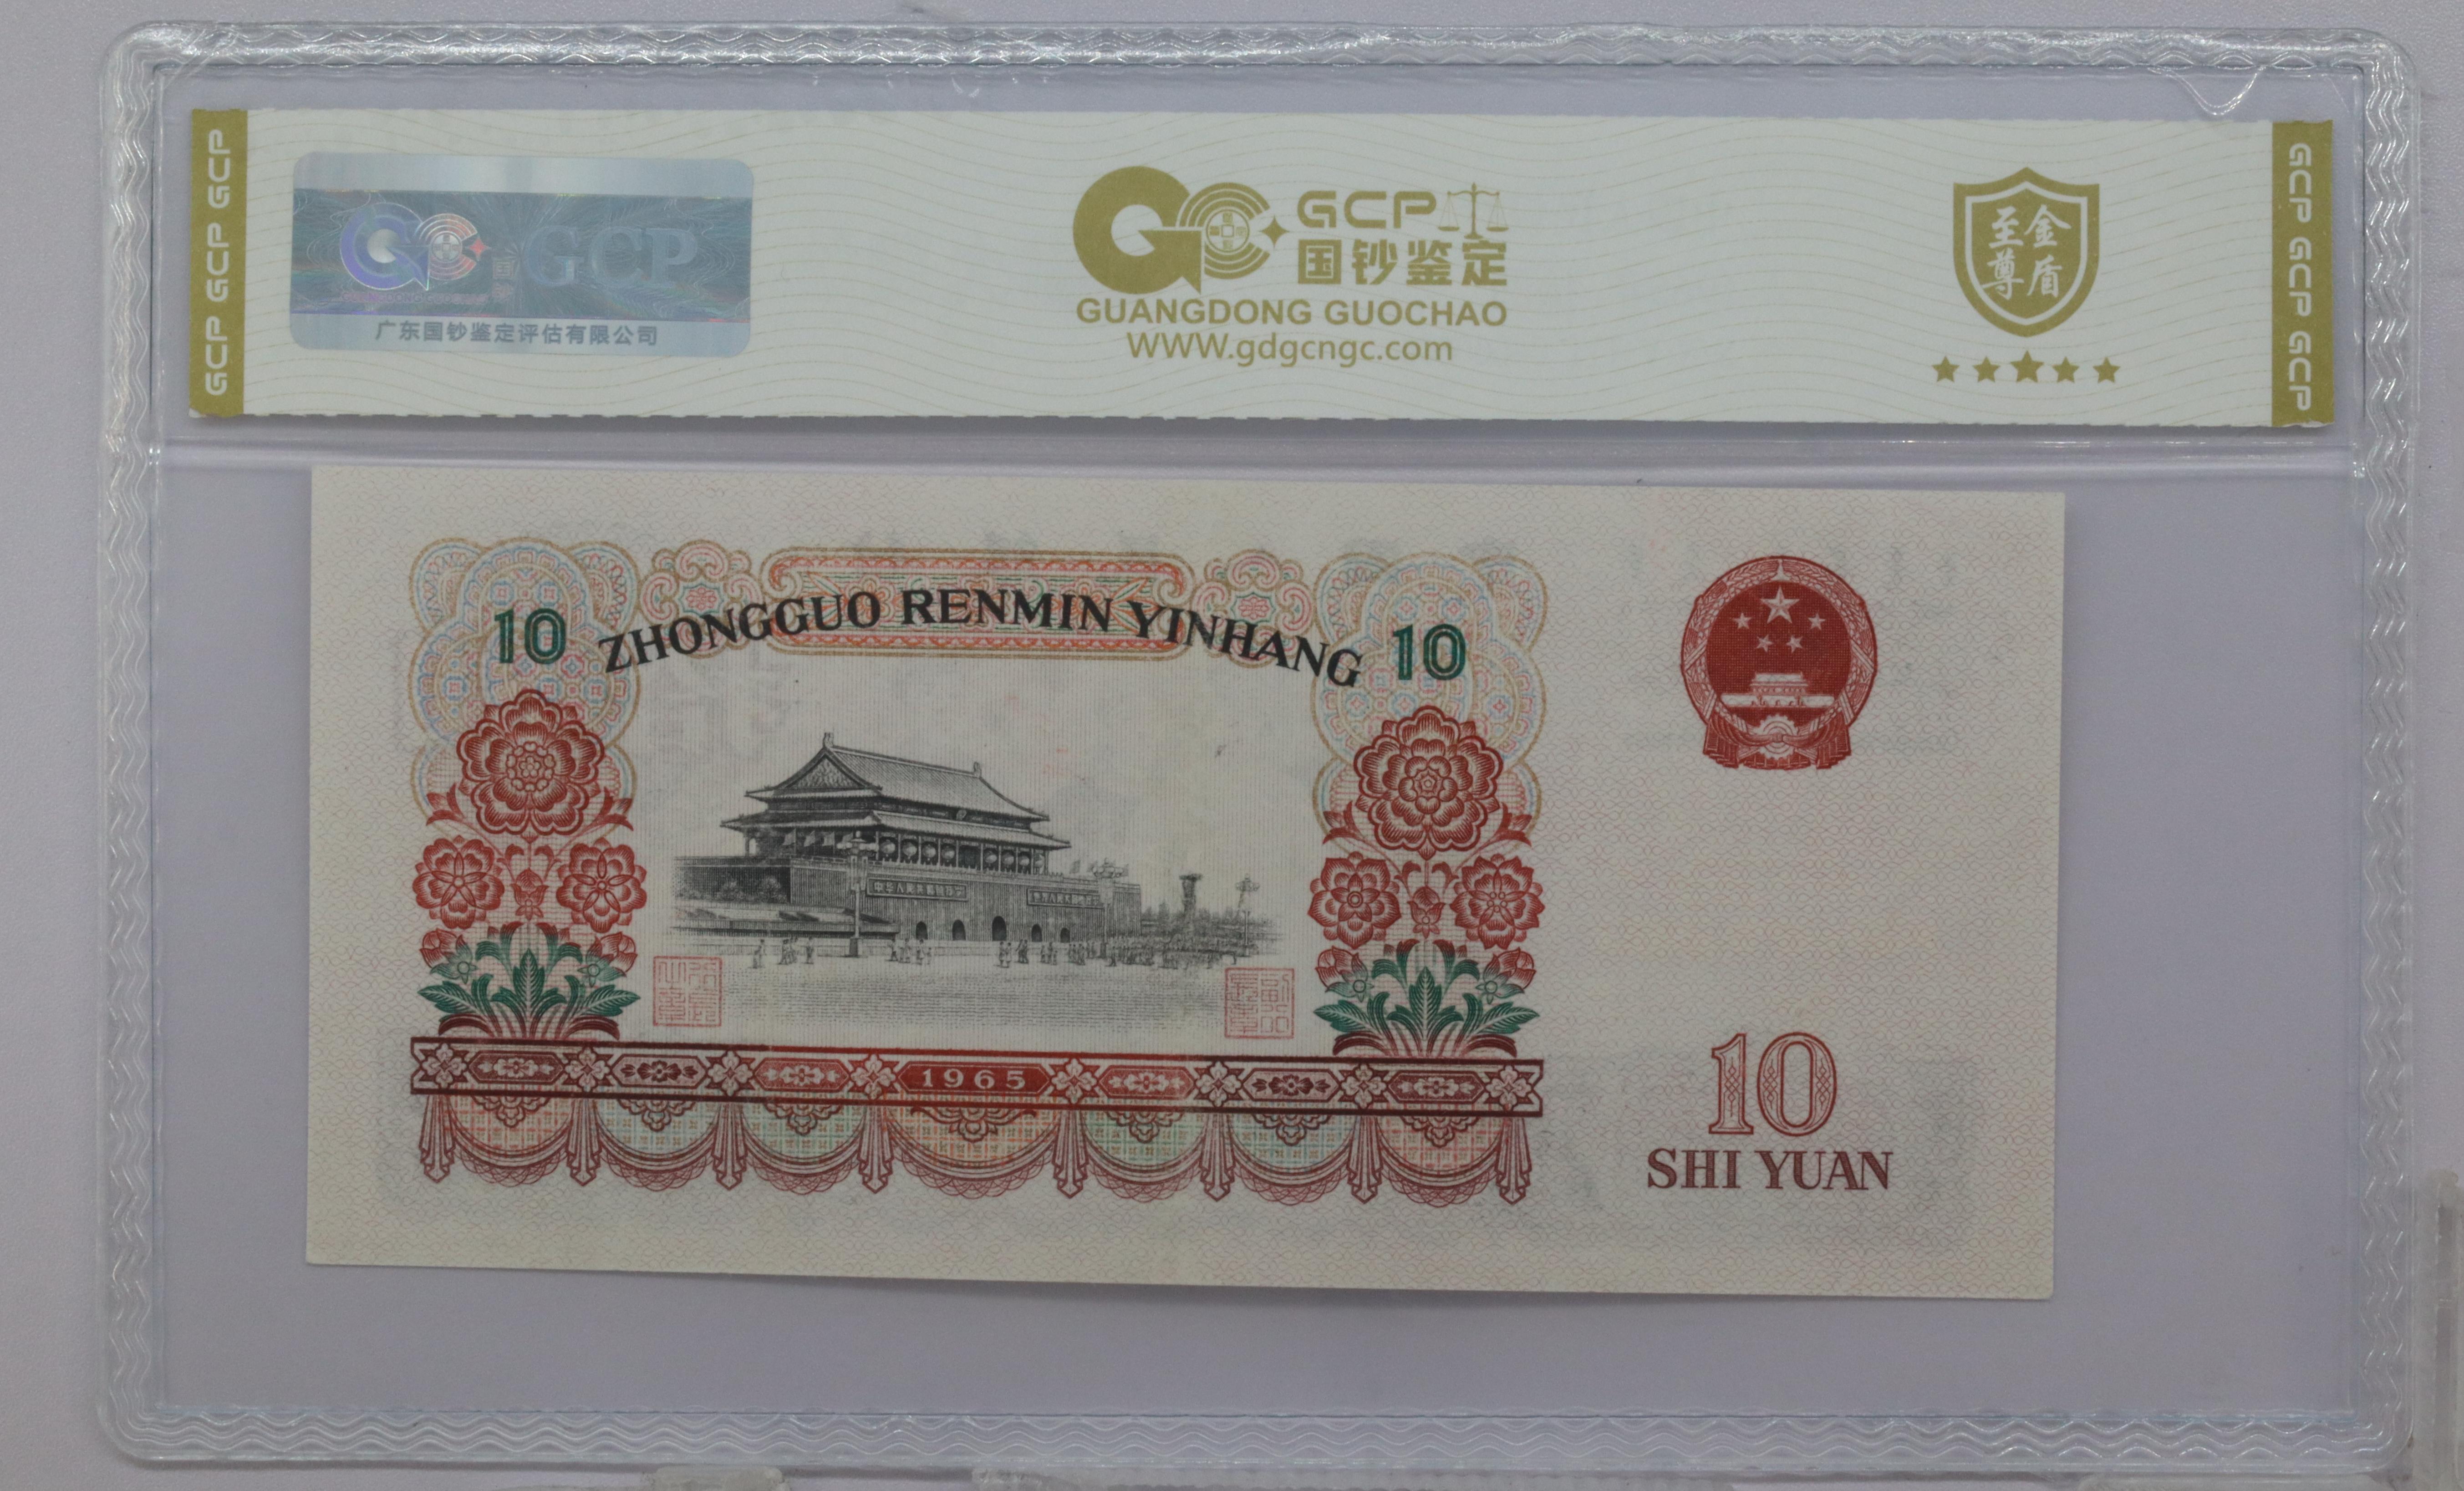 GCP GCP GCP
GCP
广东国钞鉴定评估有限公司
GCP
国钞鉴定
GUANGDONG GUOCHAO
WWW.gdgcngc.com
至尊
金盾
GCP GCP GCP
10
ZHONGGUO RENMIN YINHANG
10
1965
10
SHI YUAN